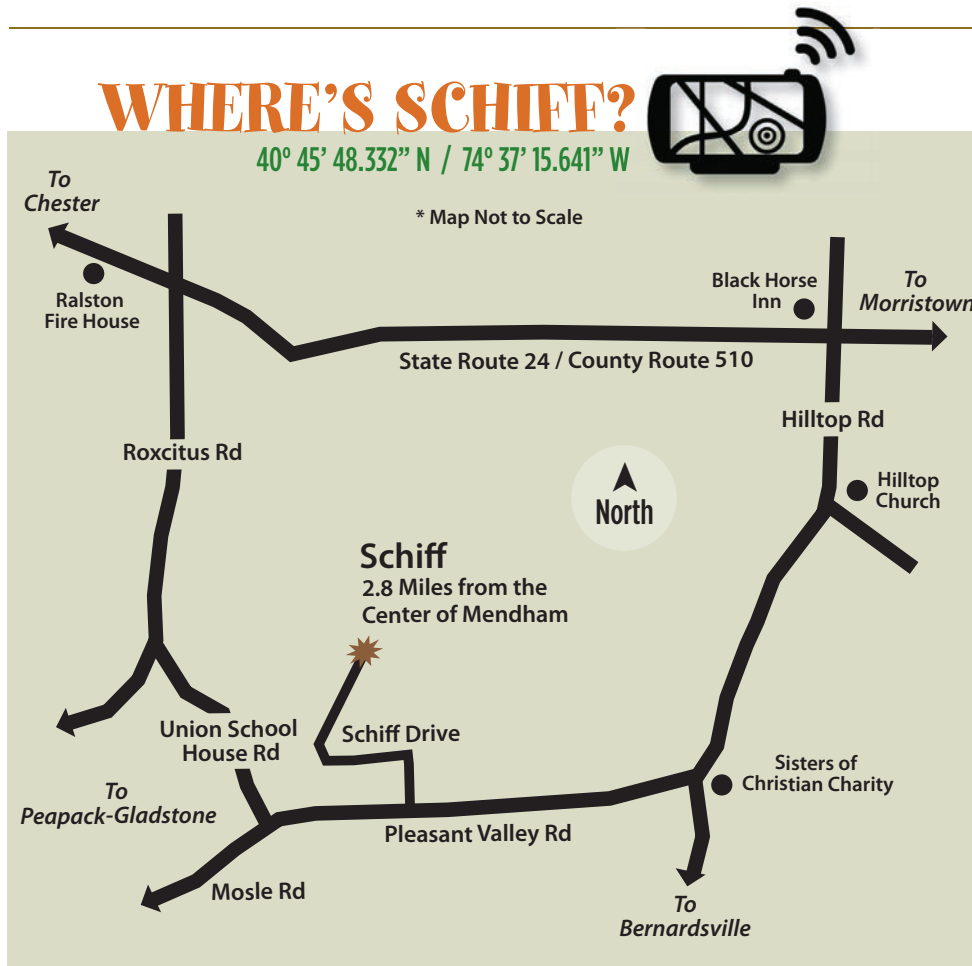 WHERE'S SCHIFF?
40° 45' 48.332" N / 74° 37' 15.641" W
To
Chester
* Map Not to Scale
Ralston
Fire House
Black Horse
Inn
To
Morristown
State Route 24 / County Route 510
Hilltop Rd
Roxcitus Rd
Hilltop
Church
North
Schiff
2.8 Miles from the
Center of Mendham
Union School
House Rd
Schiff Drive
Sisters of
Christian Charity
To
Peapack-Gladstone
Pleasant Valley Rd
Mosle Rd
To
Bernardsville